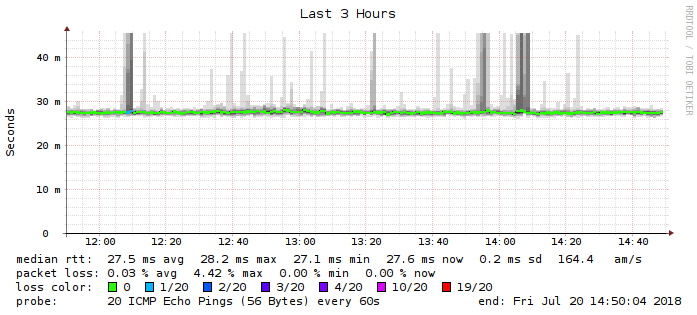 Last 3 Hours
RRDTOOL / TOBI OETIKER
Seconds
40 m
30 m
20 m
10 m
0
12:00 12:20 12:40 13:00 13:20 13:40 14:00 14:20 14:40
median rtt: 27.5 ms avg 28.2 ms max 27.1 ms min 27.6 ms now 0.2 ms sd 164.4 am/s
packet loss: 0.03 % avg 4.42 % max 0.00 % min 0.00 % now
loss color: 0 1/20 2/20 3/20 4/20 10/20 19/20
probe: 20 ICMP Echo Pings (56 Bytes) every 60s end: Fri Jul 20 14:50:04 2018